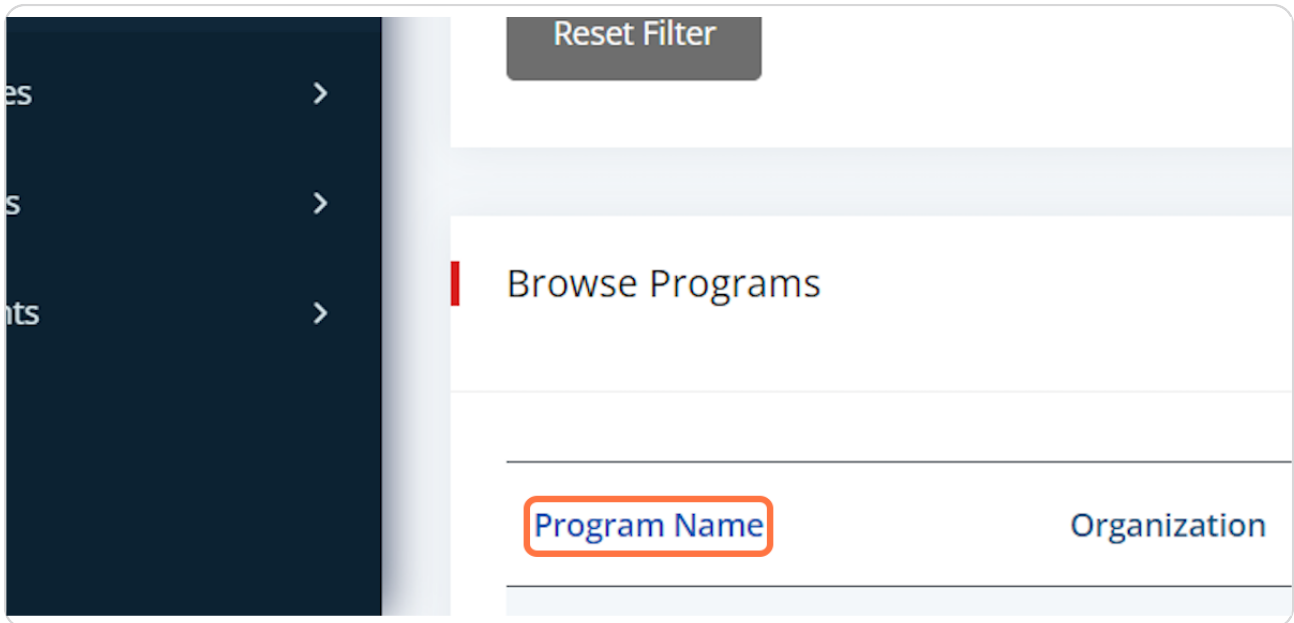 Reset Filter
es
s
nts
Browse Programs
Program Name
Organization